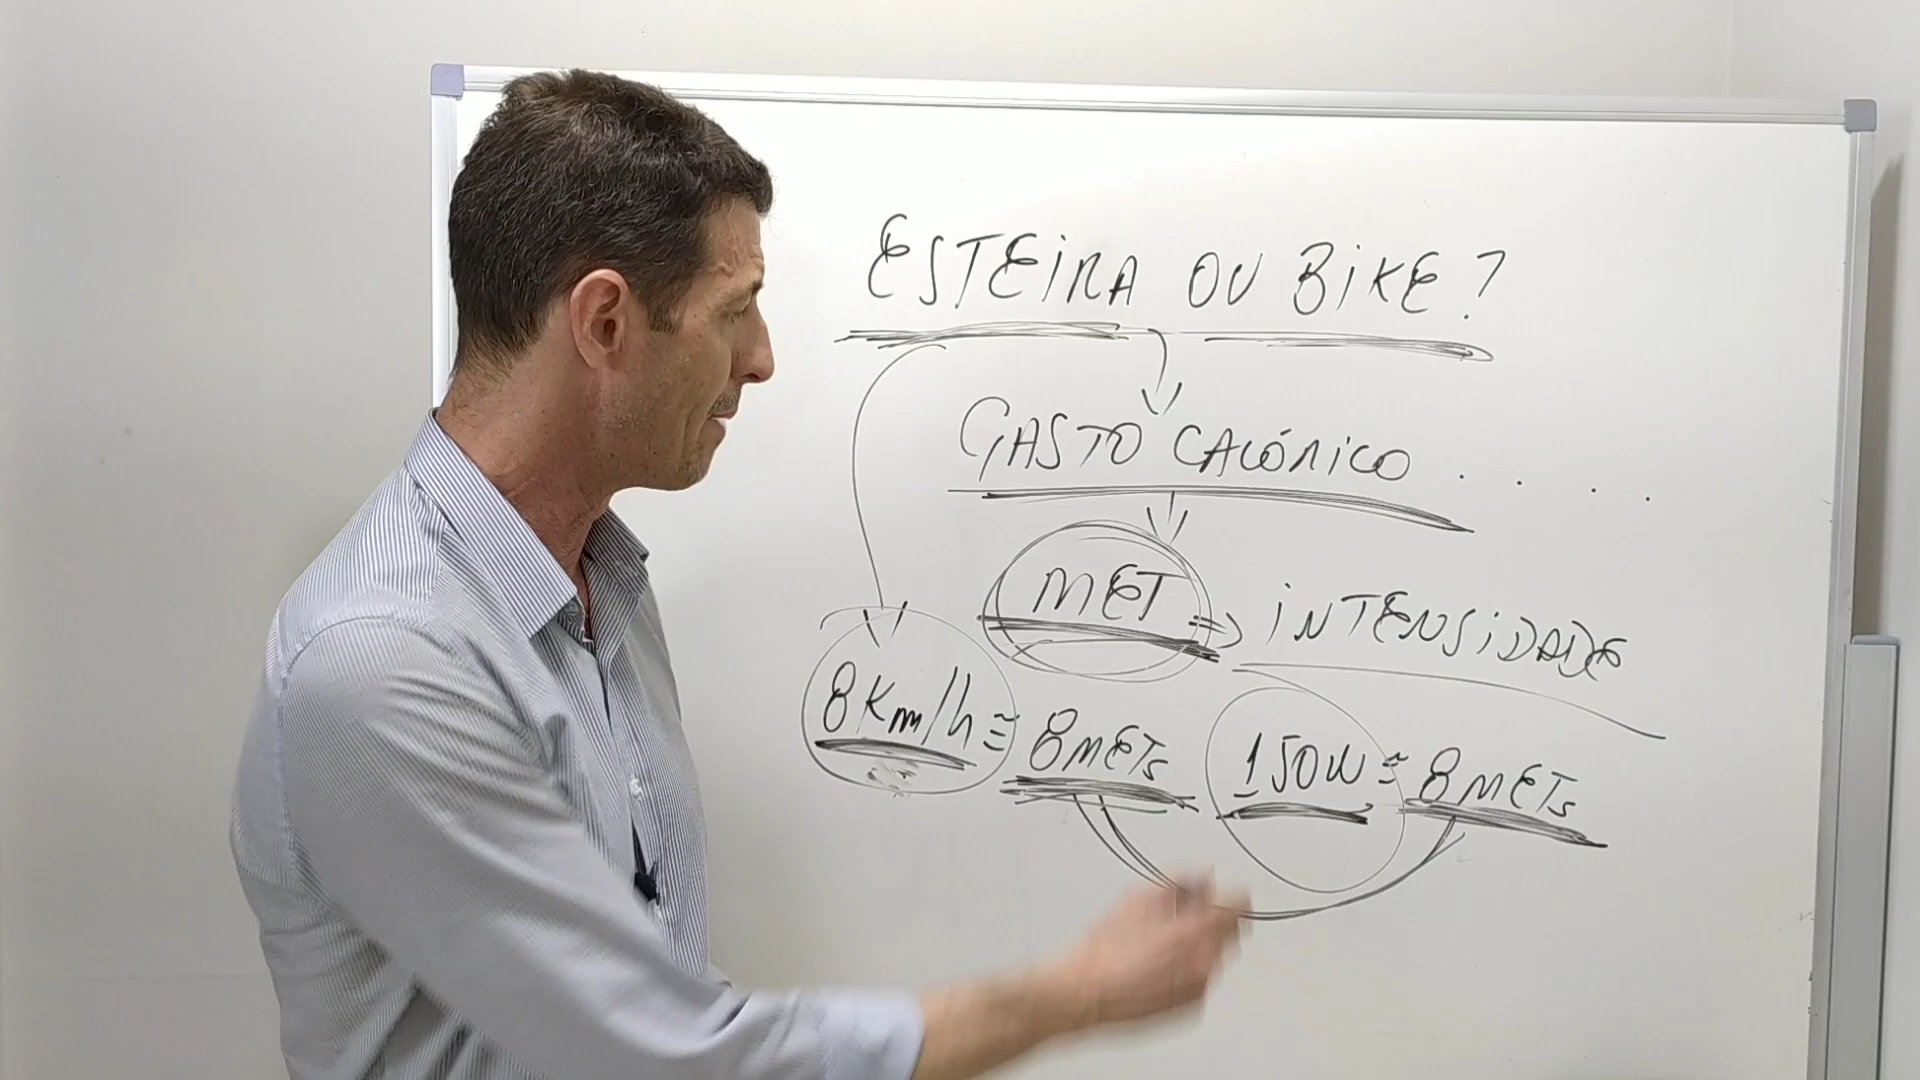 ESTEIRA OU BIKE?
GASTO CALÓRICO . . . .
MET ⇒ INTENSIDADE
8Km/h ≅ 8METs 150W ≅ 8METs